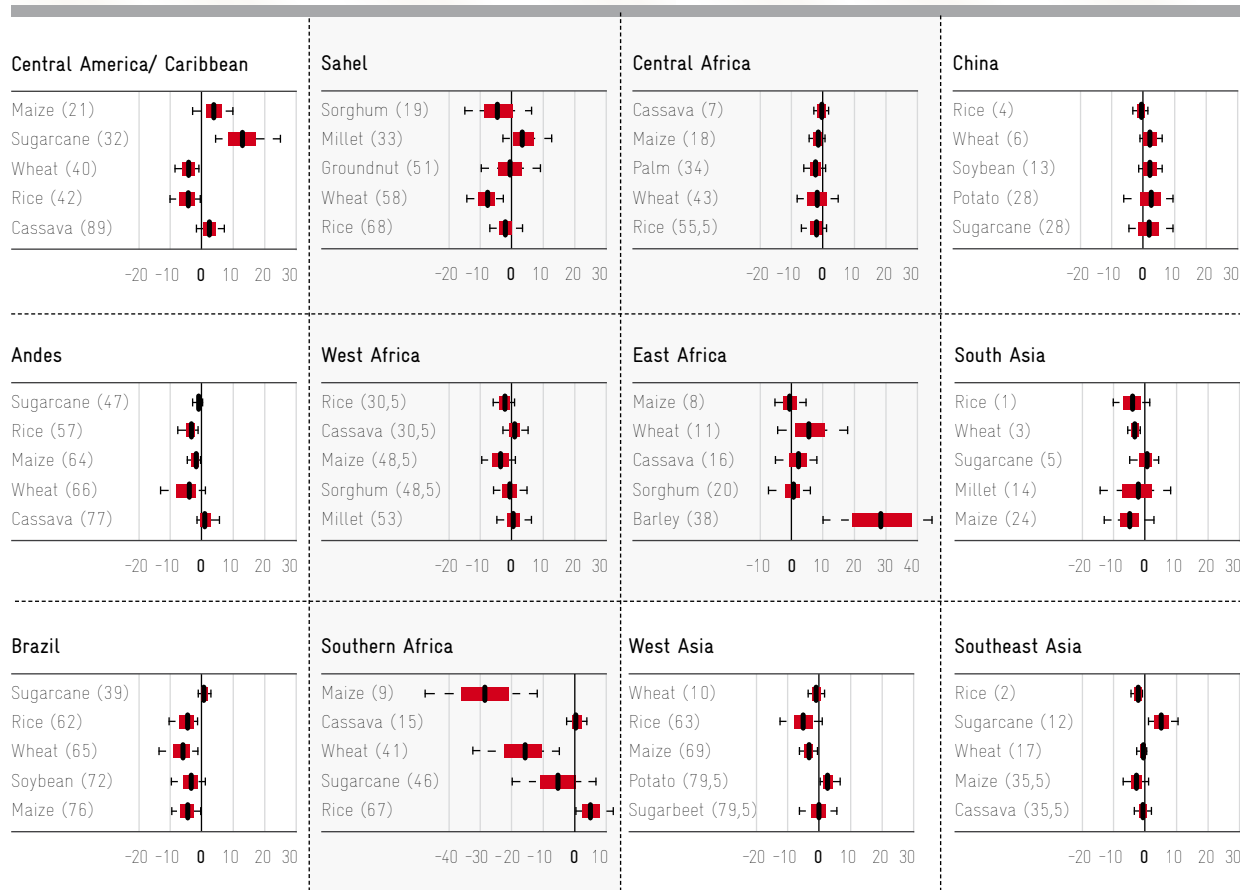 Central America/ Caribbean
Maize (21)
Sugarcane (32)
Wheat (40)
Rice (42)
Cassava (89)
-20 -10 0 10 20 30
Sahel
Sorghum (19)
Millet (33)
Groundnut (51)
Wheat (58)
Rice (68)
-20 -10 0 10 20 30
Central Africa
Cassava (7)
Maize (18)
Palm (34)
Wheat (43)
Rice (55,5)
-20 -10 0 10 20 30
China
Rice (4)
Wheat (6)
Soybean (13)
Potato (28)
Sugarcane (28)
-20 -10 0 10 20 30
Andes
Sugarcane (47)
Rice (57)
Maize (64)
Wheat (66)
Cassava (77)
-20 -10 0 10 20 30
West Africa
Rice (30,5)
Cassava (30,5)
Maize (48,5)
Sorghum (48,5)
Millet (53)
-20 -10 0 10 20 30
East Africa
Maize (8)
Wheat (11)
Cassava (16)
Sorghum (20)
Barley (38)
-10 0 10 20 30 40
South Asia
Rice (1)
Wheat (3)
Sugarcane (5)
Millet (14)
Maize (24)
-20 -10 0 10 20 30
Brazil
Sugarcane (39)
Rice (62)
Wheat (65)
Soybean (72)
Maize (76)
-20 -10 0 10 20 30
Southern Africa
Maize (9)
Cassava (15)
Wheat (41)
Sugarcane (46)
Rice (67)
-40 -30 -20 -10 0 10
West Asia
Wheat (10)
Rice (63)
Maize (69)
Potato (79,5)
Sugarbeet (79,5)
-20 -10 0 10 20 30
Southeast Asia
Rice (2)
Sugarcane (12)
Wheat (17)
Maize (35,5)
Cassava (35,5)
-20 -10 0 10 20 30